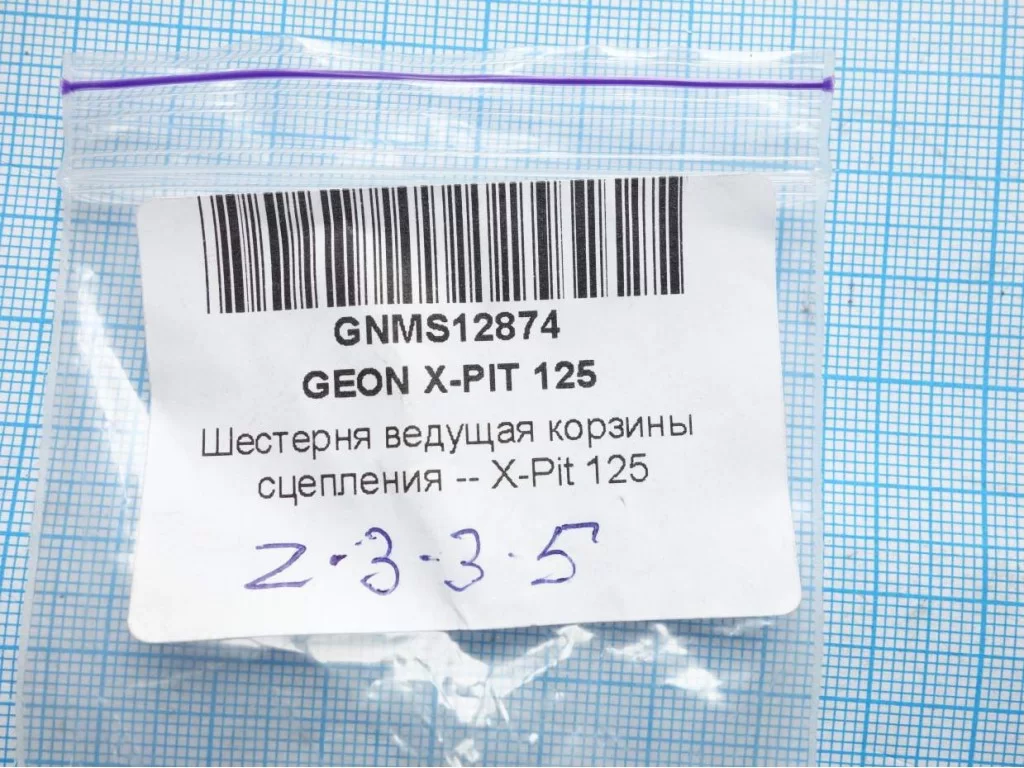 GNMS12874
GEON X-PIT 125
Шестерня ведущая корзины
сцепления -- X-Pit 125
2-3-3-5